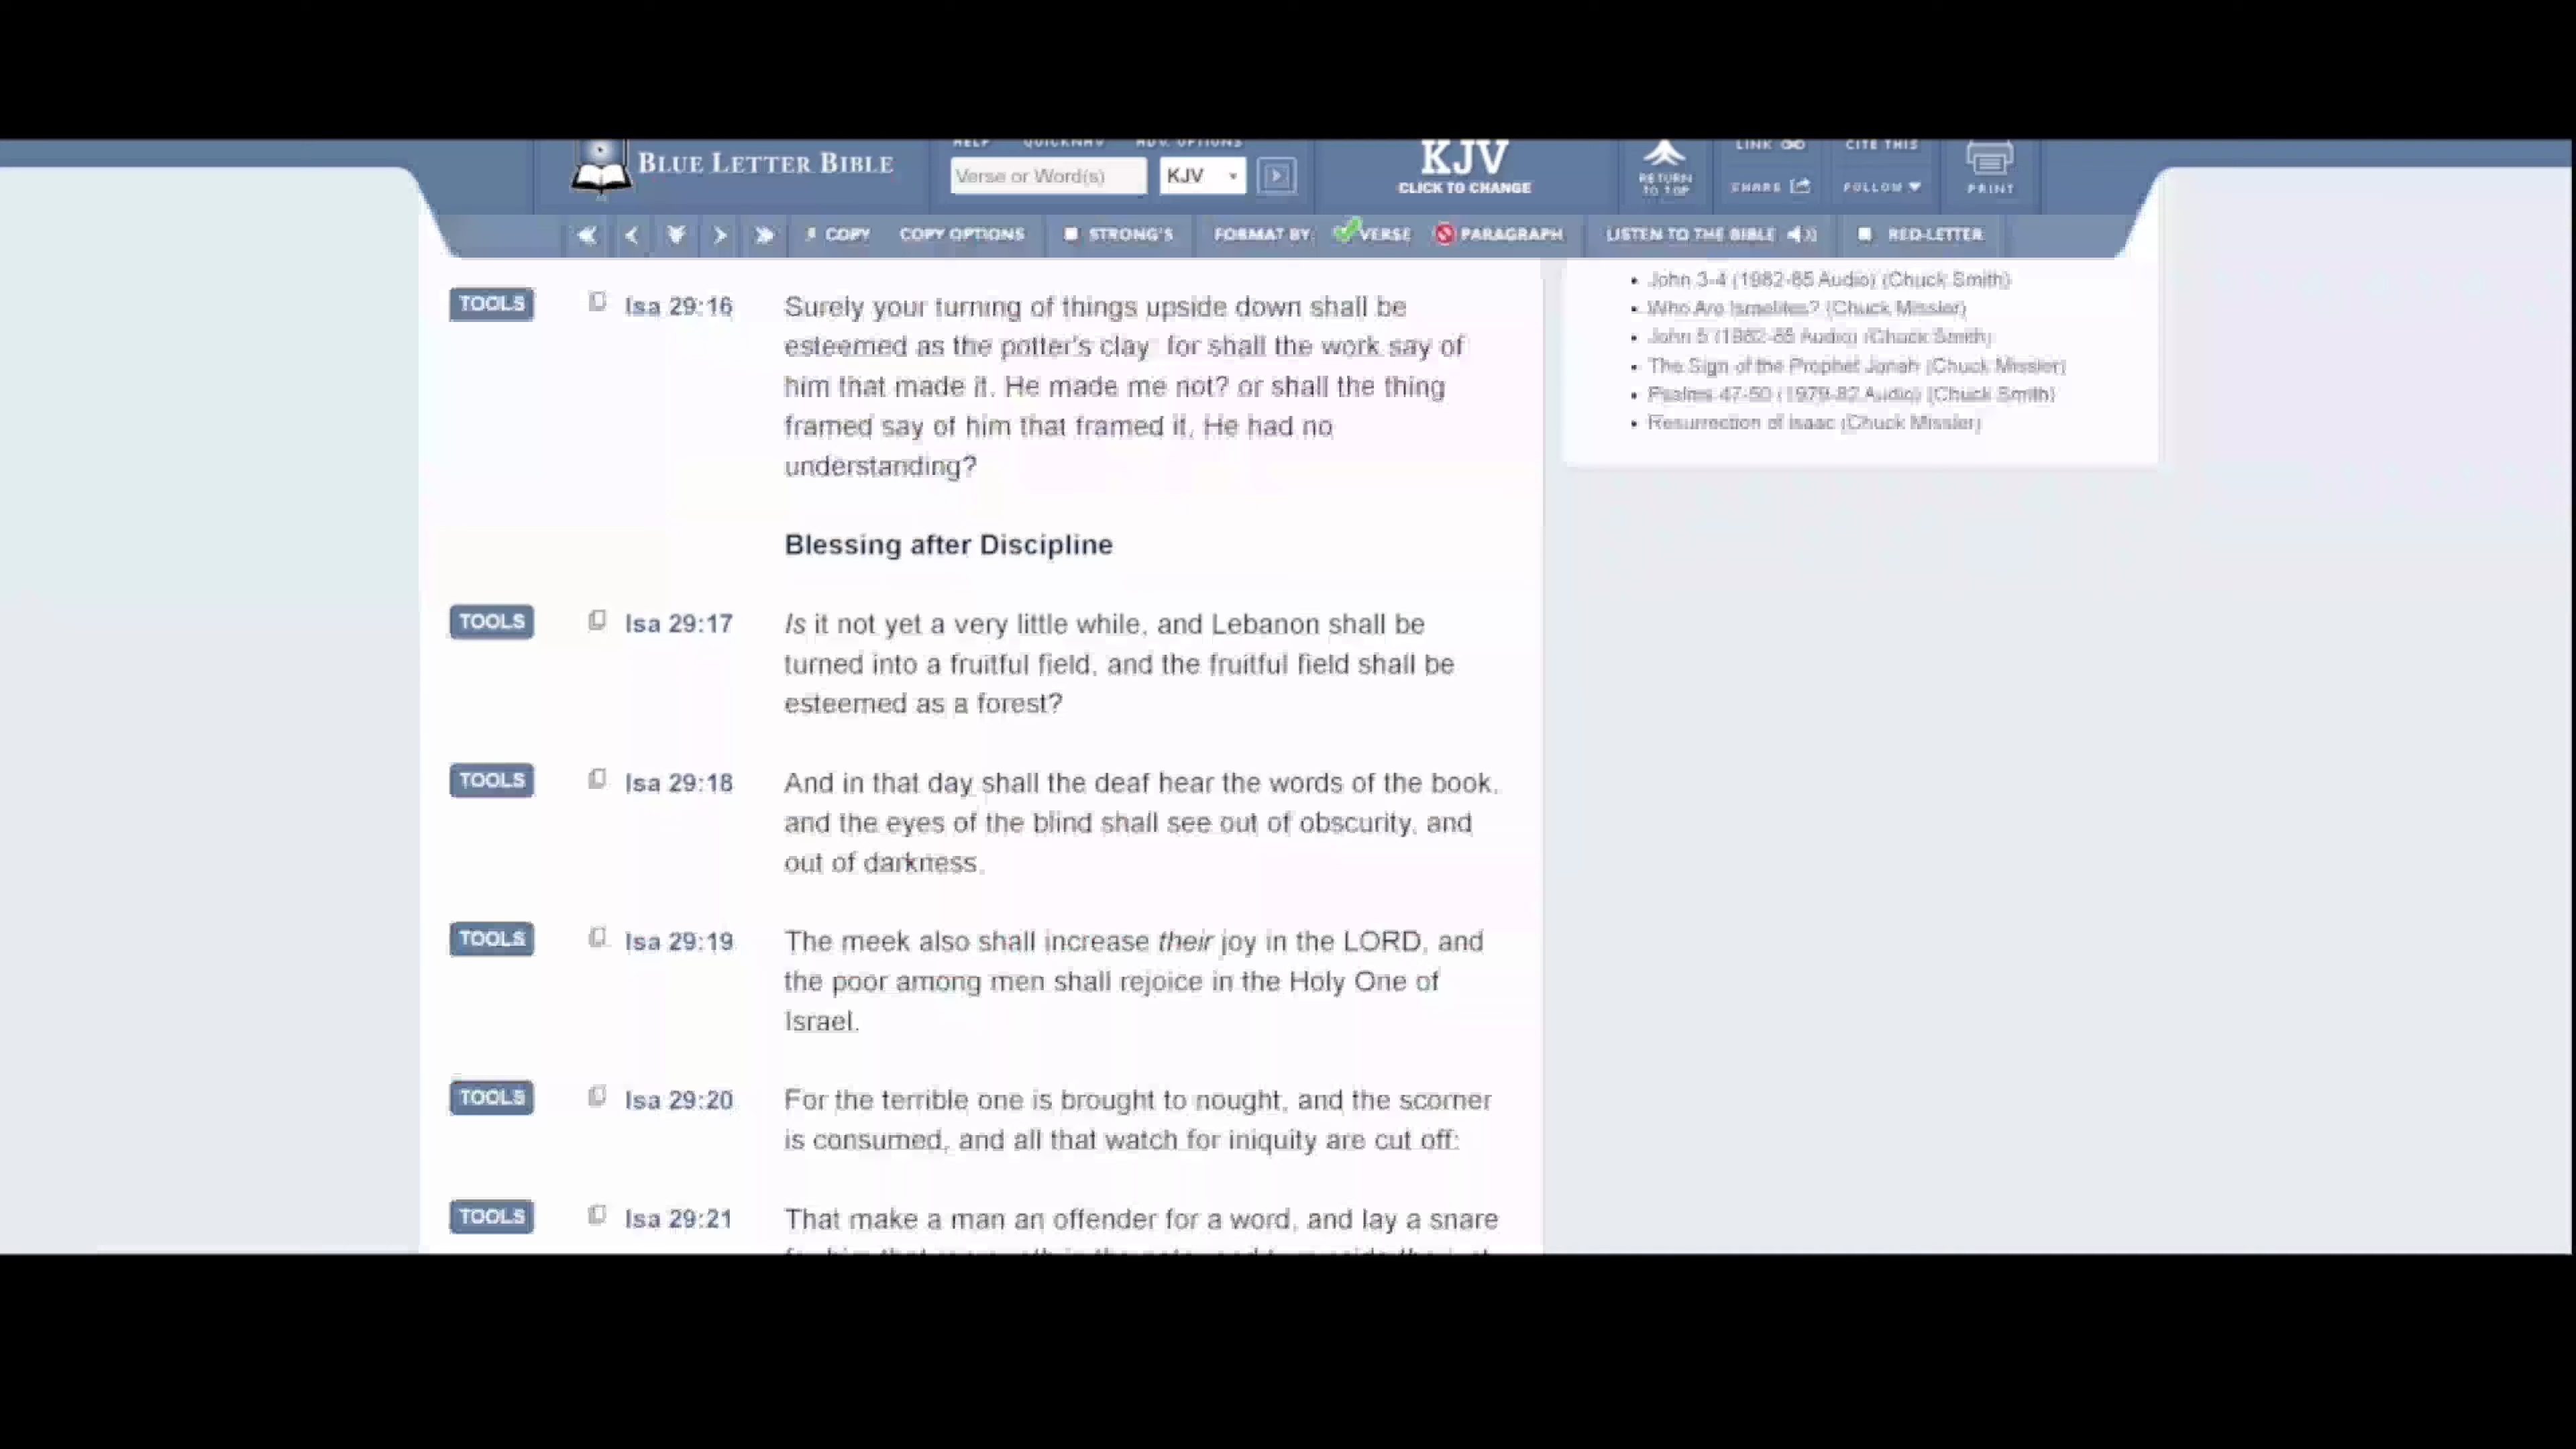 HELP QUICKNAV ADV. OPTIONS
BLUE LETTER BIBLE
Verse or Word(s)
KJV
KJV
CLICK TO CHANGE
RETURN
TO TOP
LINK
SHARE
CITE THIS
FOLLOW
PRINT
COPY COPY OPTIONS STRONG'S FORMAT BY: VERSE PARAGRAPH LISTEN TO THE BIBLE RED-LETTER
• John 3-4 (1982-85 Audio) (Chuck Smith)
• Who Are Israelites? (Chuck Missler)
• John 5 (1982-85 Audio) (Chuck Smith)
• The Sign of the Prophet Jonah (Chuck Missler)
• Psalms 47-50 (1979-82 Audio) (Chuck Smith)
• Resurrection of Isaac (Chuck Missler)
TOOLS Isa 29:16 Surely your turning of things upside down shall be
esteemed as the potter's clay: for shall the work say of
him that made it, He made me not? or shall the thing
framed say of him that framed it, He had no
understanding?
Blessing after Discipline
TOOLS Isa 29:17 Is it not yet a very little while, and Lebanon shall be
turned into a fruitful field, and the fruitful field shall be
esteemed as a forest?
TOOLS Isa 29:18 And in that day shall the deaf hear the words of the book,
and the eyes of the blind shall see out of obscurity, and
out of darkness.
TOOLS Isa 29:19 The meek also shall increase their joy in the LORD, and
the poor among men shall rejoice in the Holy One of
Israel.
TOOLS Isa 29:20 For the terrible one is brought to nought, and the scorner
is consumed, and all that watch for iniquity are cut off:
TOOLS Isa 29:21 That make a man an offender for a word, and lay a snare